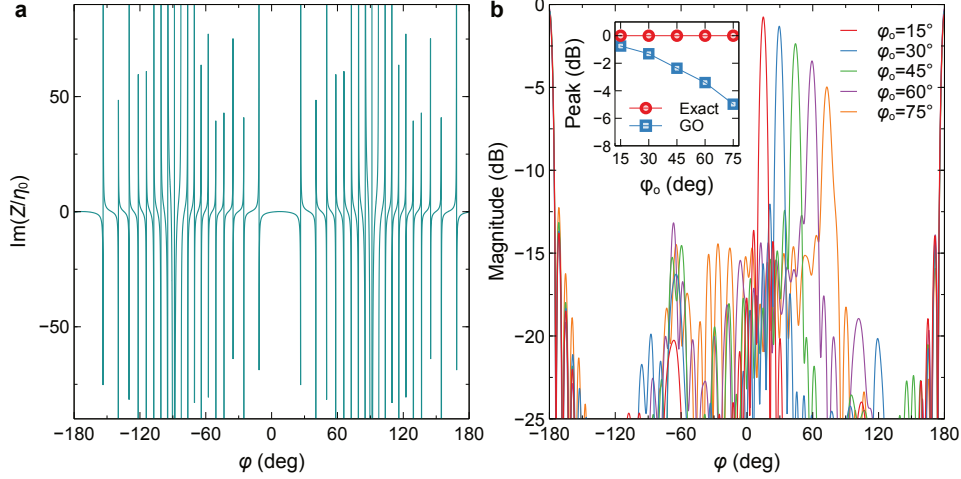 a
50
0
−50
Im(Z/η₀)
−180
−120
−60
0
60
120
180
φ (deg)
b
0
−5
−10
−15
−20
−25
Magnitude (dB)
−180
−120
−60
0
60
120
180
φ (deg)
φₒ=15°
φₒ=30°
φₒ=45°
φₒ=60°
φₒ=75°
0
−2
−4
−6
−8
Peak (dB)
Exact
GO
15
30
45
60
75
φₒ (deg)